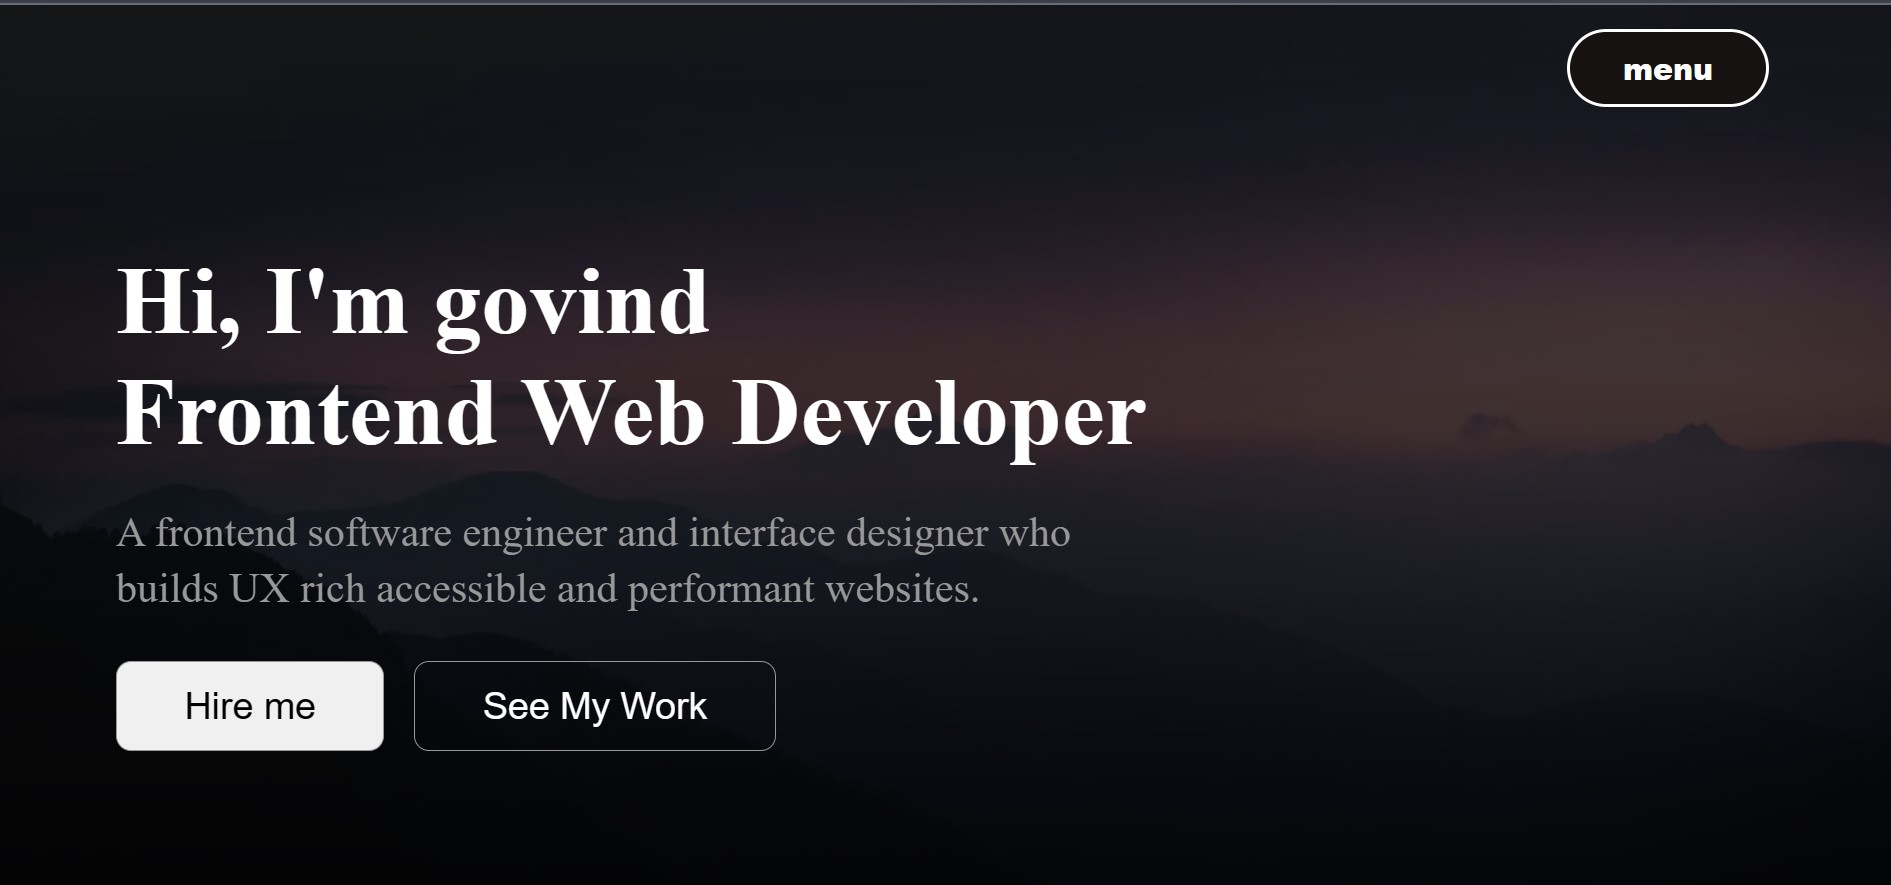 menu
Hi, I'm govind
Frontend Web Developer
A frontend software engineer and interface designer who
builds UX rich accessible and performant websites.
Hire me
See My Work